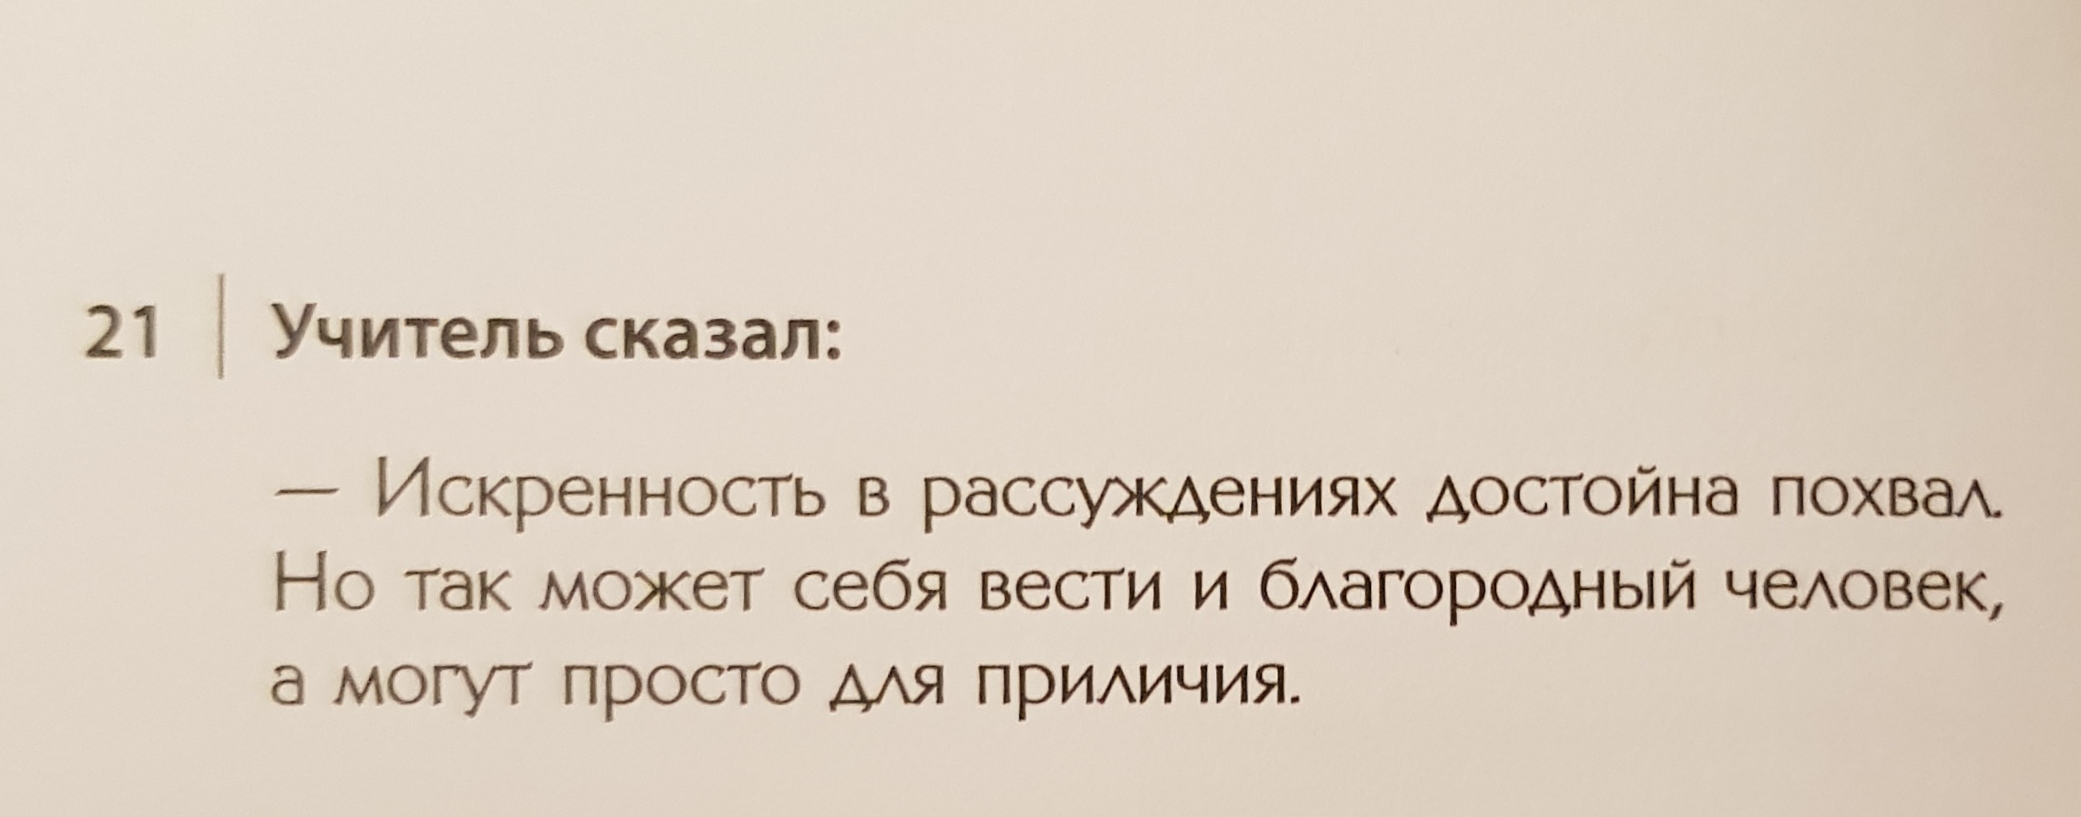 21 Учитель сказал:
— Искренность в рассуждениях достойна похвал.
Но так может себя вести и благородный человек,
а могут просто для приличия.